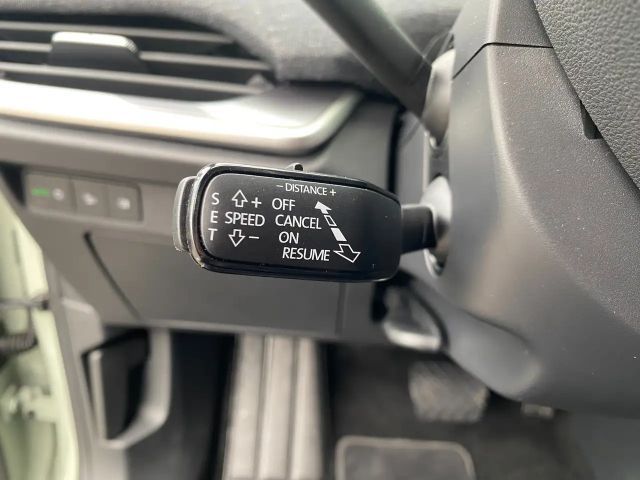 - DISTANCE +
S + OFF
E SPEED CANCEL
T - ON
RESUME